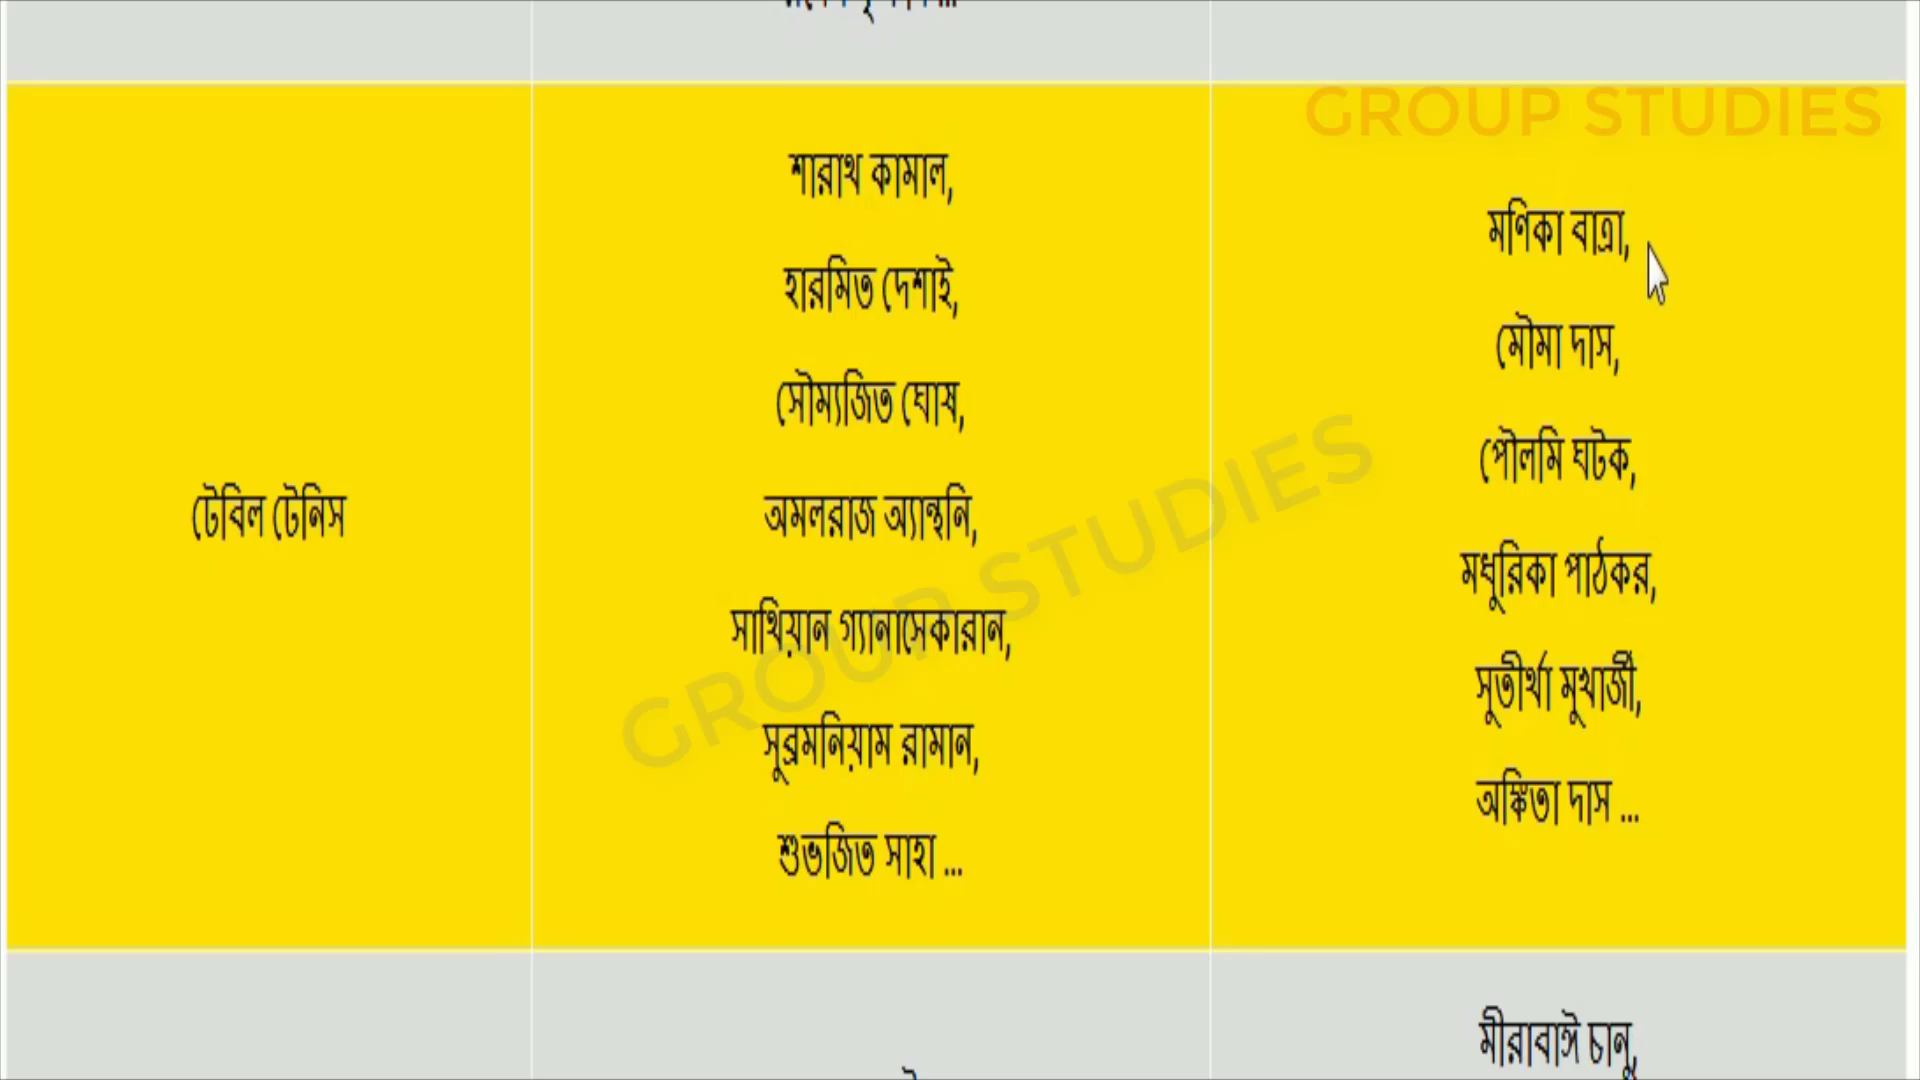 GROUP STUDIES
টেবিল টেনিস
শারাথ কামাল,
হারমিত দেশাই,
সৌম্যজিত ঘোষ,
অমলরাজ অ্যান্থনি,
সাথিয়ান গ্যানাসেকারান,
সুব্রমনিয়াম রামান,
শুভজিত সাহা ...
মণিকা বাত্রা,
মৌমা দাস,
পৌলমি ঘটক,
মধুরিকা পাঠকর,
সুতীর্থা মুখার্জী,
অঙ্কিতা দাস ...
GROUP STUDIES
মীরাবাঈ চানু,